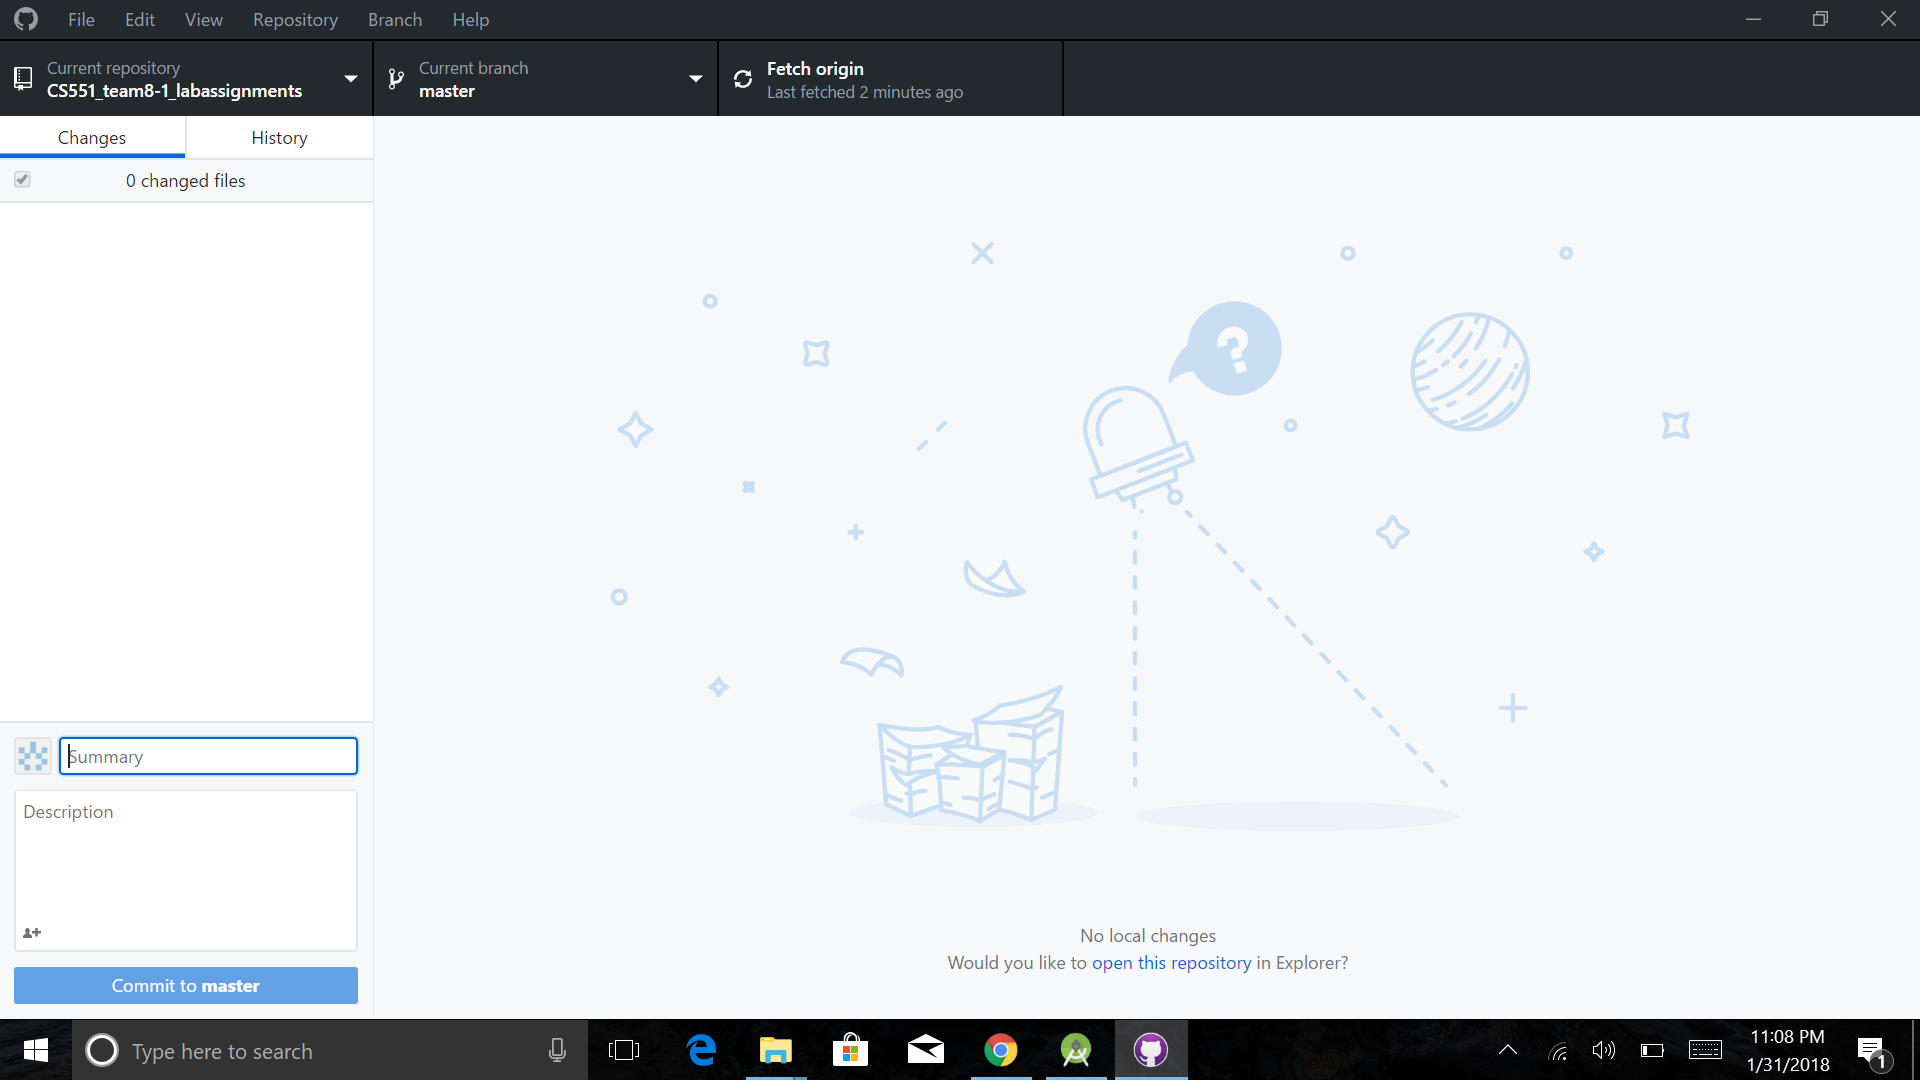 File Edit View Repository Branch Help
Current repository
CS551_team8-1_labassignments
Current branch
master
Fetch origin
Last fetched 2 minutes ago
Changes
History
0 changed files
?
Summary
Description
Commit to master
No local changes
Would you like to open this repository in Explorer?
Type here to search
11:08 PM
1/31/2018
1